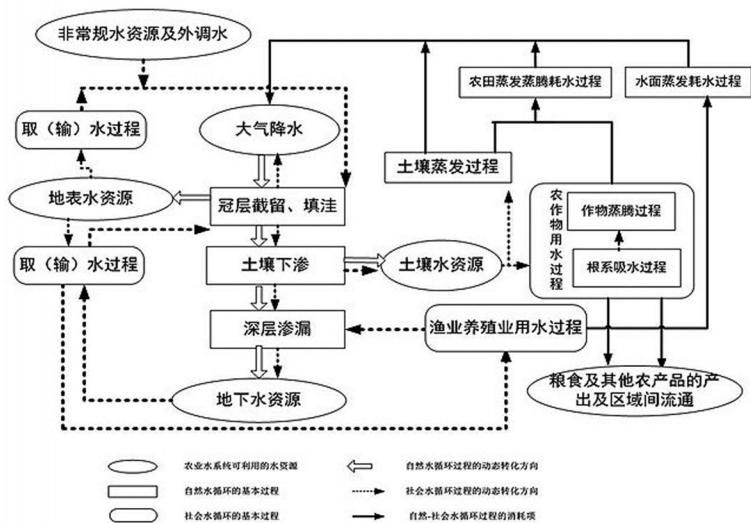 非常规水资源及外调水
农田蒸发蒸腾耗水过程
水面蒸发耗水过程
取（输）水过程
大气降水
土壤蒸发过程
地表水资源
冠层截留、填洼
农作物用水过程
作物蒸腾过程
根系吸水过程
取（输）水过程
土壤下渗
土壤水资源
深层渗漏
渔业养殖业用水过程
地下水资源
粮食及其他农产品的产
出及区域间流通
农业水系统可利用的水资源
自然水循环过程的动态转化方向
自然水循环的基本过程
社会水循环过程的动态转化方向
社会水循环的基本过程
自然-社会水循环过程的消耗项